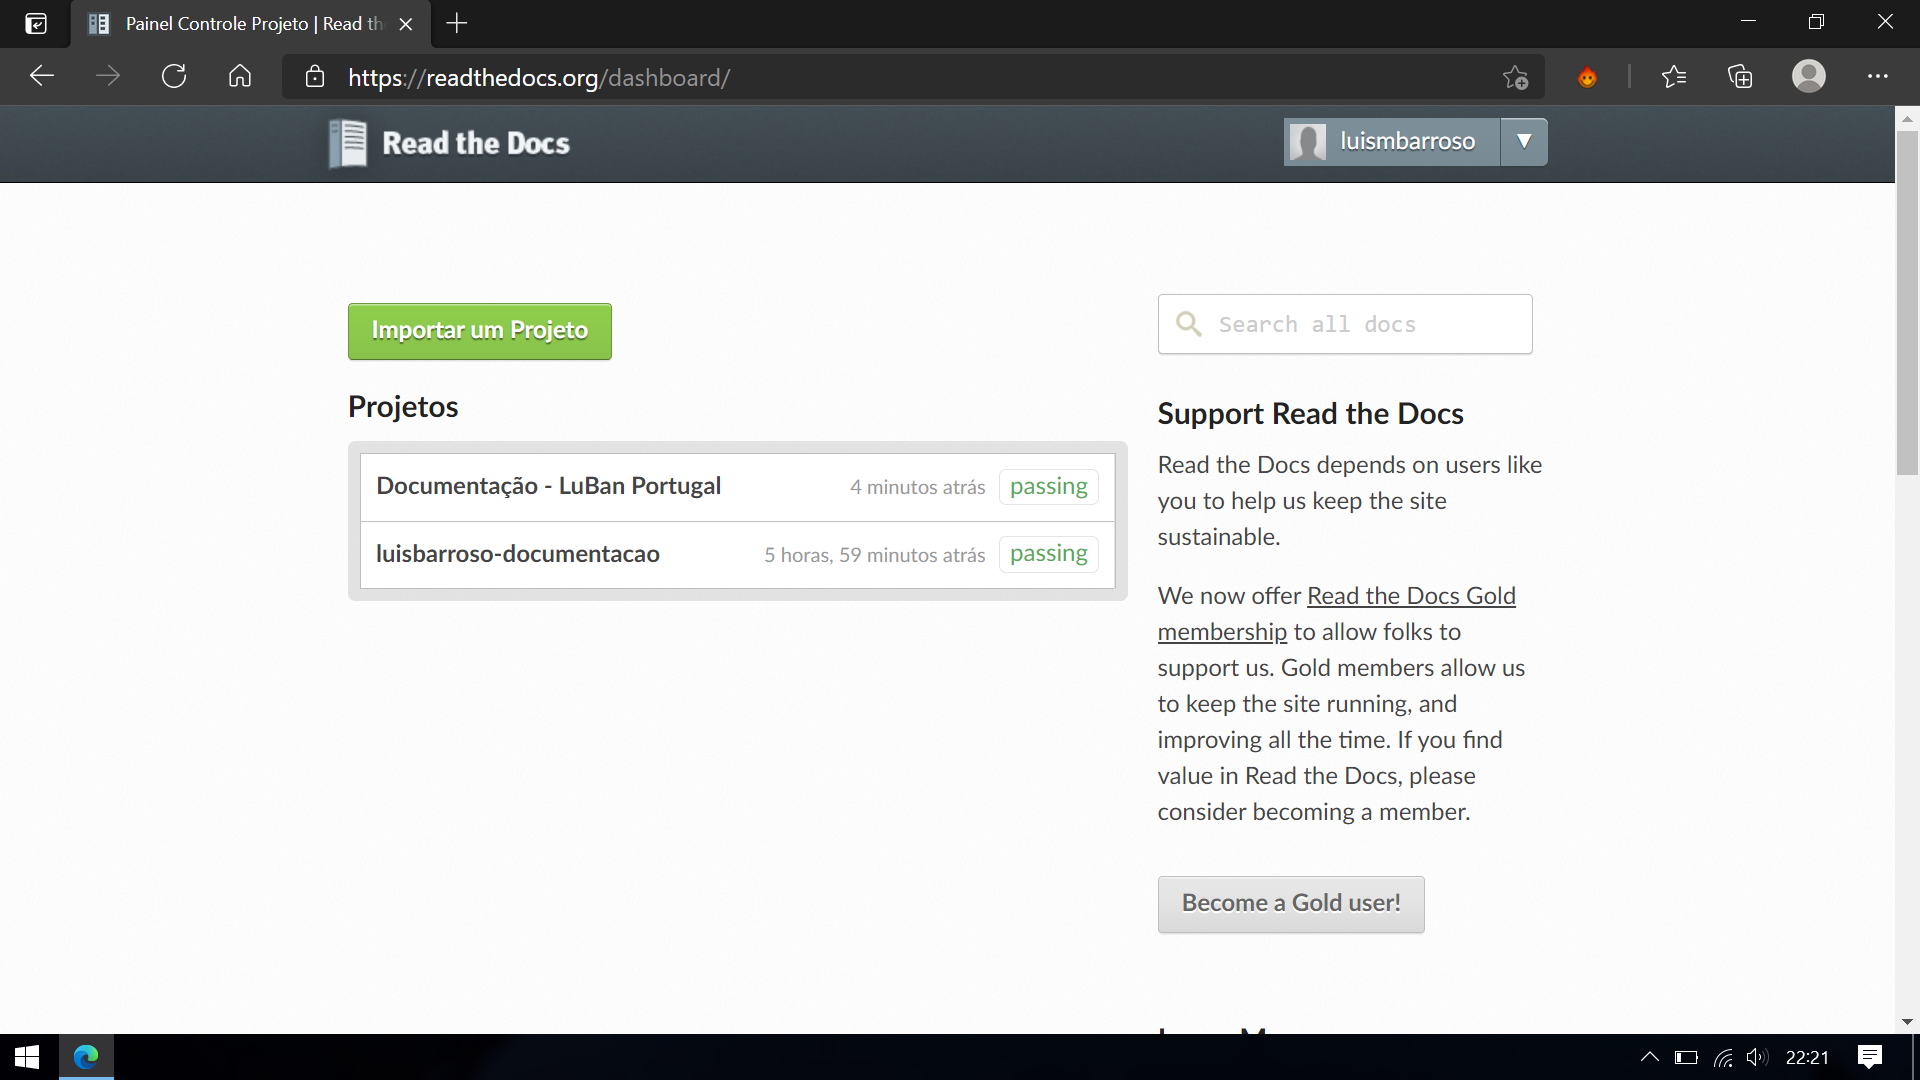 Painel Controle Projeto | Read th
https://readthedocs.org/dashboard/
Read the Docs
luismbarroso
Importar um Projeto
Search all docs
Projetos
Documentação - LuBan Portugal 4 minutos atrás passing
luisbarroso-documentacao 5 horas, 59 minutos atrás passing
Support Read the Docs
Read the Docs depends on users like
you to help us keep the site
sustainable.
We now offer Read the Docs Gold
membership to allow folks to
support us. Gold members allow us
to keep the site running, and
improving all the time. If you find
value in Read the Docs, please
consider becoming a member.
Become a Gold user!
22:21